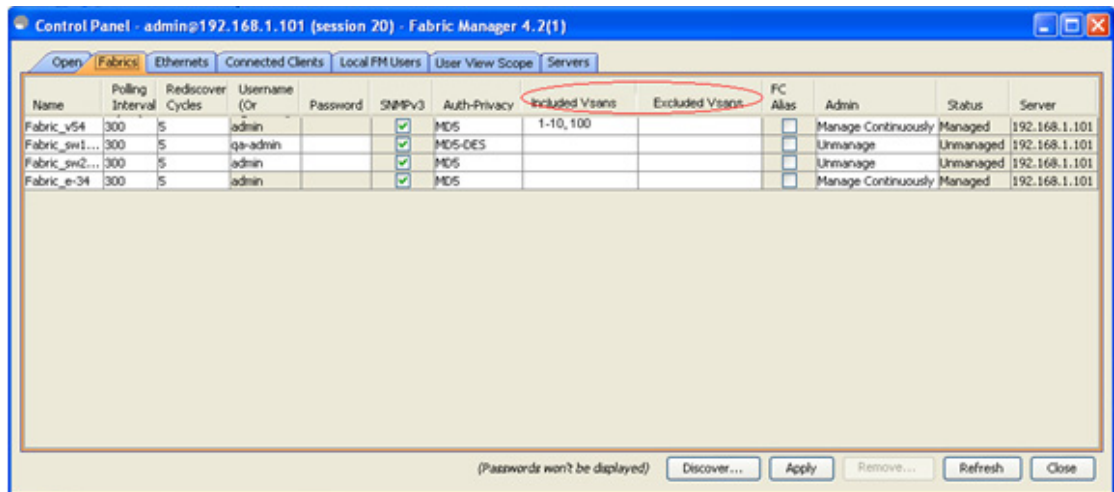 Control Panel - admin@192.168.1.101 (session 20) - Fabric Manager 4.2(1)
Open Fabrics Ethernets Connected Clients Local FM Users User View Scope Servers
Name Polling Interval Rediscover Cycles Username (Or Password SNMPv3 Auth-Privacy Included Vsans Excluded Vsans FC Alias Admin Status Server
Fabric_v54 300 5 admin MD5 1-10, 100 Manage Continuously Managed 192.168.1.101
Fabric_sw1... 300 5 qa-admin MD5-DES Unmanage Unmanaged 192.168.1.101
Fabric_sw2... 300 5 admin MD5 Unmanage Unmanaged 192.168.1.101
Fabric_e-34 300 5 admin MD5 Manage Continuously Managed 192.168.1.101
(Passwords won't be displayed) Discover... Apply Remove... Refresh Close